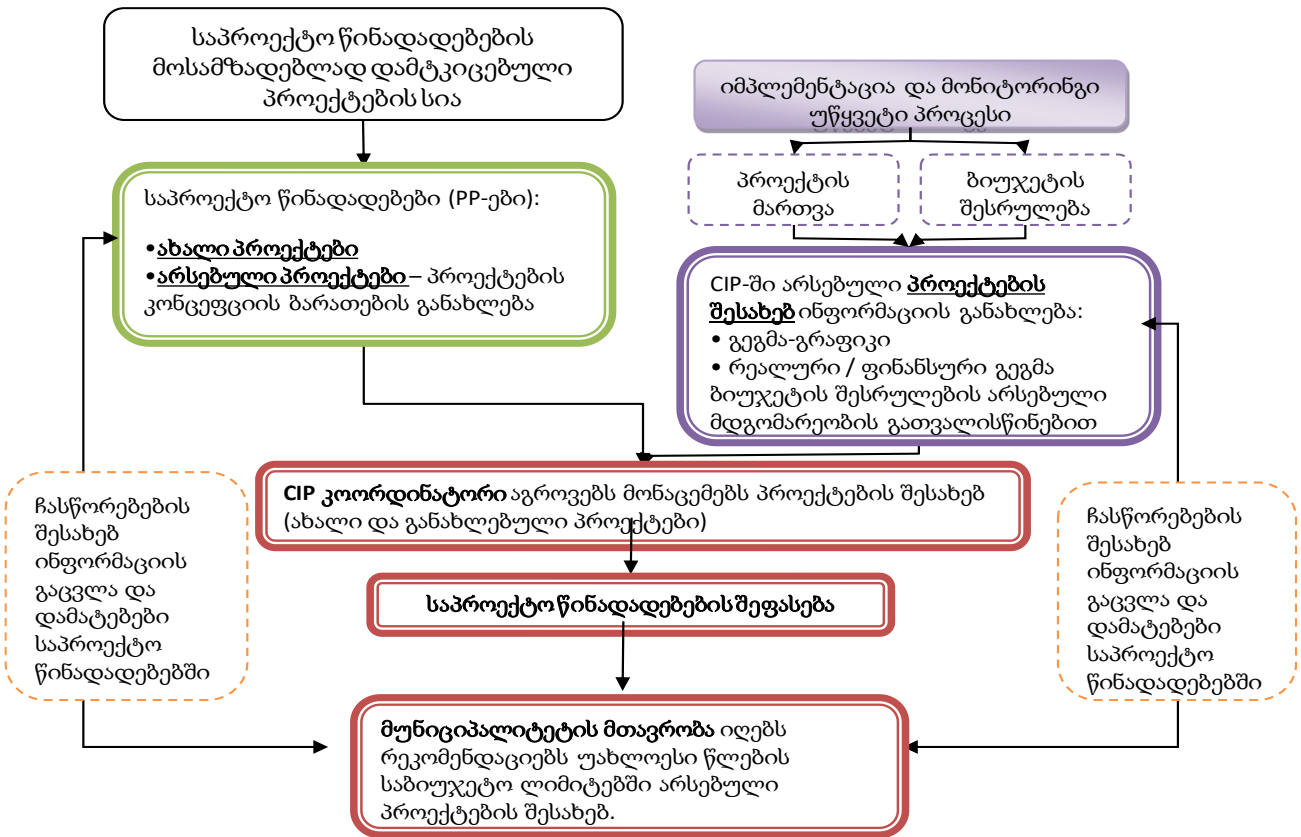 საპროექტო წინადადებების
მოსამზადებლად დამტკიცებული
პროექტების სია
იმპლემენტაცია და მონიტორინგი
უწყვეტი პროცესი
პროექტის
მართვა
ბიუჯეტის
შესრულება
საპროექტო წინადადებები (PP-ები):
•ახალი პროექტები
•არსებული პროექტები – პროექტების
კონცეფციის ბარათების განახლება
CIP-ში არსებული პროექტების
შესახებ ინფორმაციის განახლება:
• გეგმა-გრაფიკი
• რეალური / ფინანსური გეგმა
ბიუჯეტის შესრულების არსებული
მდგომარეობის გათვალისწინებით
CIP კოორდინატორი აგროვებს მონაცემებს პროექტების შესახებ
(ახალი და განახლებული პროექტები)
ჩასწორებების
შესახებ
ინფორმაციის
გაცვლა და
დამატებები
საპროექტო
წინადადებებში
ჩასწორებების
შესახებ
ინფორმაციის
გაცვლა და
დამატებები
საპროექტო
წინადადებებში
საპროექტო წინადადებების შეფასება
მუნიციპალიტეტის მთავრობა იღებს
რეკომენდაციებს უახლოესი წლების
საბიუჯეტო ლიმიტებში არსებული
პროექტების შესახებ.